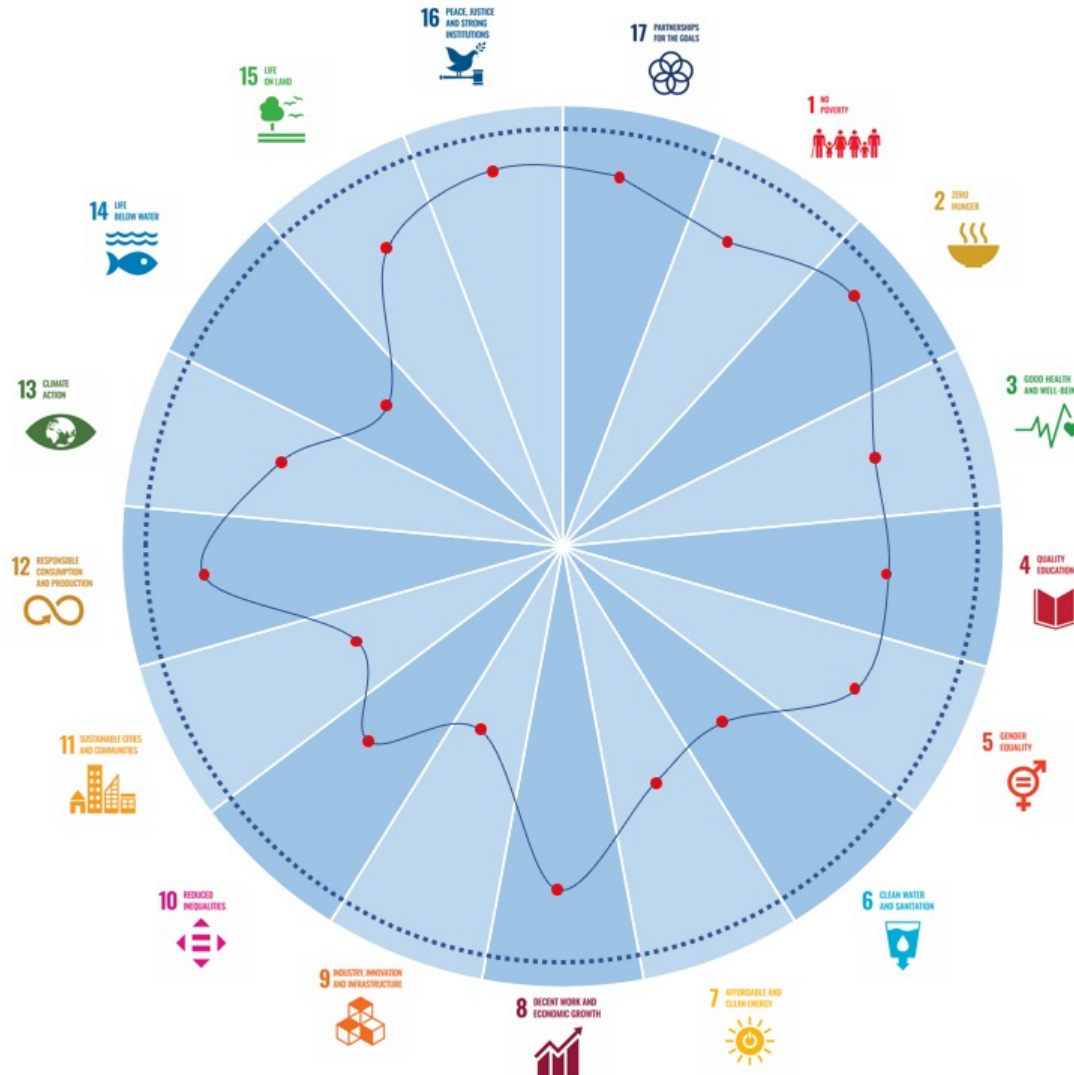 16 PEACE, JUSTICE
AND STRONG
INSTITUTIONS
17 PARTNERSHIPS
FOR THE GOALS
15 LIFE
ON LAND
1 NO
POVERTY
14 LIFE
BELOW WATER
2 ZERO
HUNGER
13 CLIMATE
ACTION
3 GOOD HEALTH
AND WELL-BEIN
12 RESPONSIBLE
CONSUMPTION
AND PRODUCTION
4 QUALITY
EDUCATION
11 SUSTAINABLE CITIES
AND COMMUNITIES
5 GENDER
EQUALITY
10 REDUCED
INEQUALITIES
6 CLEAN WATER
AND SANITATION
9 INDUSTRY, INNOVATION
AND INFRASTRUCTURE
8 DECENT WORK AND
ECONOMIC GROWTH
7 AFFORDABLE AND
CLEAN ENERGY